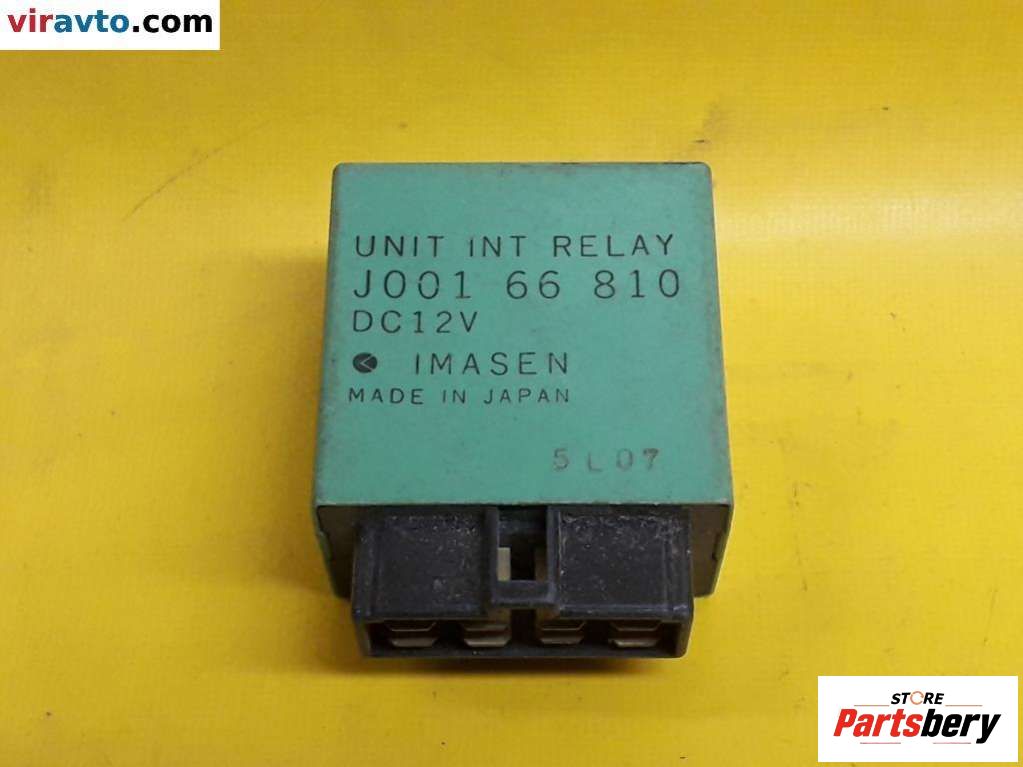 viravto.com
UNIT INT RELAY
J001 66 810
DC12V
IMASEN
MADE IN JAPAN
5L07
STORE
Partsbery